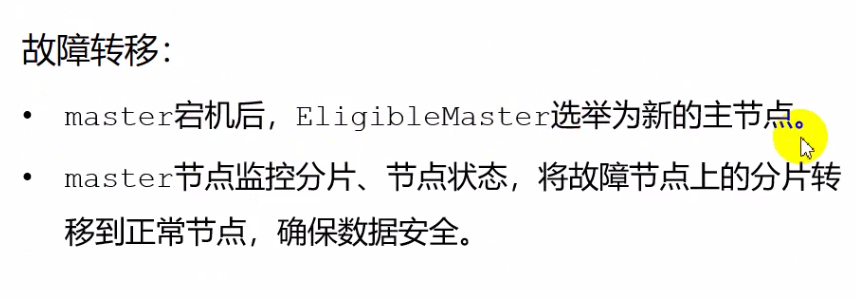 故障转移：
• master宕机后，EligibleMaster选举为新的主节点。
• master节点监控分片、节点状态，将故障节点上的分片转
移到正常节点，确保数据安全。